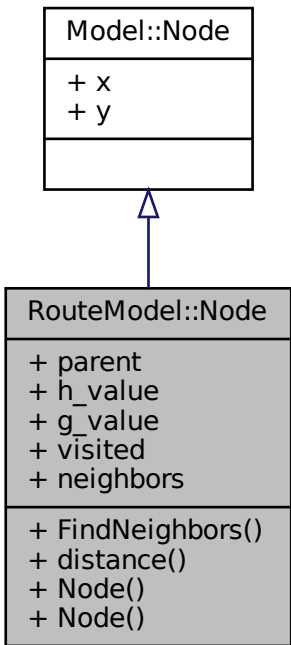 Model::Node
+ x
+ y
RouteModel::Node
+ parent
+ h_value
+ g_value
+ visited
+ neighbors
+ FindNeighbors()
+ distance()
+ Node()
+ Node()